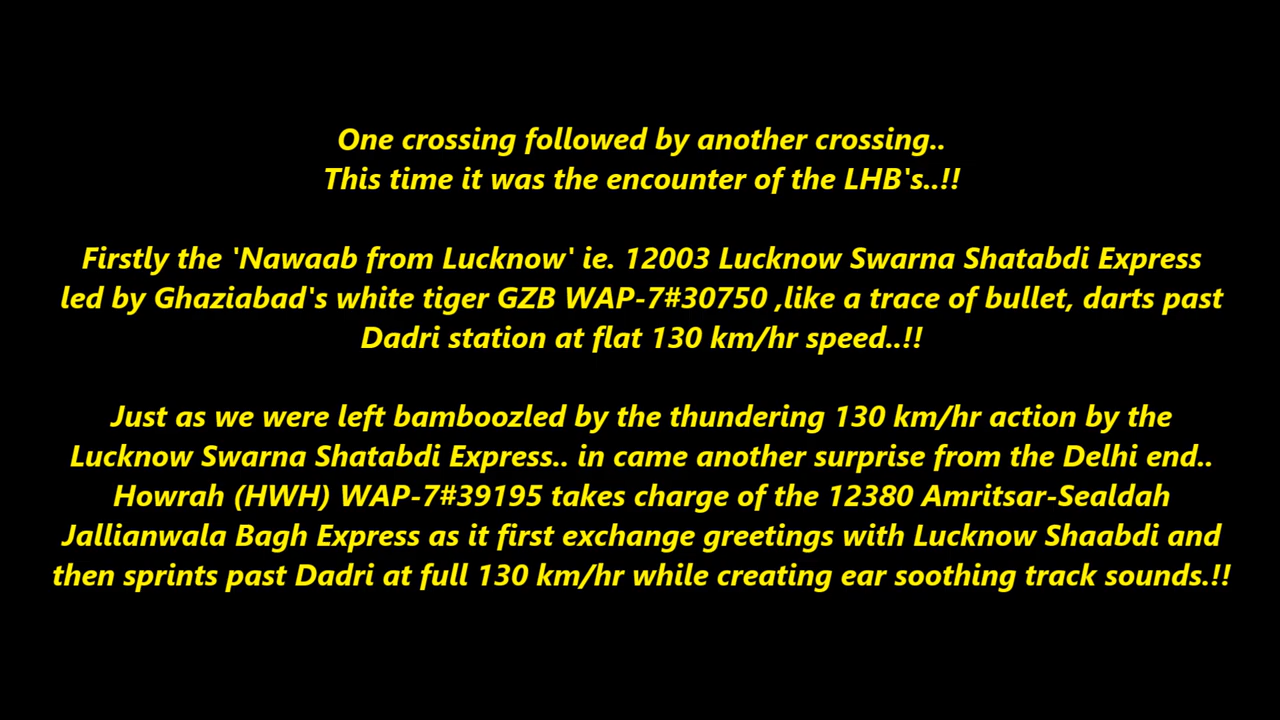 One crossing followed by another crossing..
This time it was the encounter of the LHB's..!!
Firstly the 'Nawaab from Lucknow' ie. 12003 Lucknow Swarna Shatabdi Express
led by Ghaziabad's white tiger GZB WAP-7#30750 ,like a trace of bullet, darts past
Dadri station at flat 130 km/hr speed..!!
Just as we were left bamboozled by the thundering 130 km/hr action by the
Lucknow Swarna Shatabdi Express.. in came another surprise from the Delhi end..
Howrah (HWH) WAP-7#39195 takes charge of the 12380 Amritsar-Sealdah
Jallianwala Bagh Express as it first exchange greetings with Lucknow Shaabdi and
then sprints past Dadri at full 130 km/hr while creating ear soothing track sounds.!!